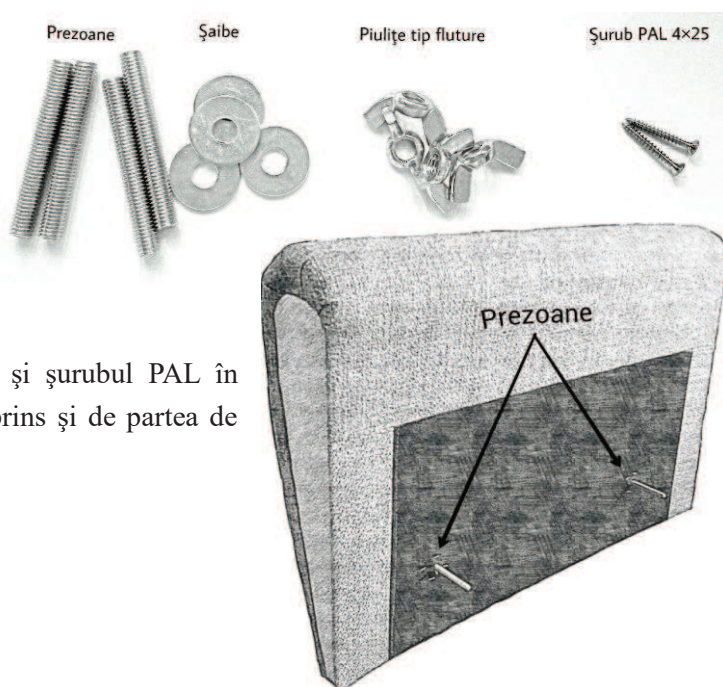 Prezoane Şaibe Piuliţe tip fluture Şurub PAL 4×25
Prezoane
şi şurubul PAL în
prins şi de partea de